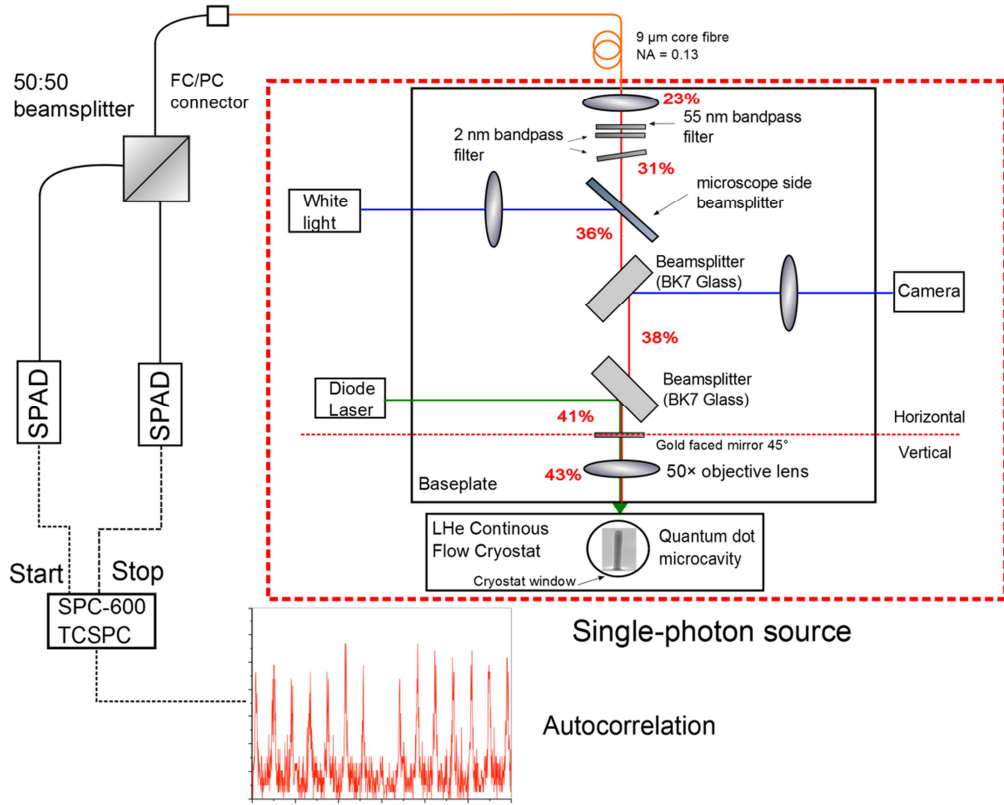 9 µm core fibre
NA = 0.13
50:50
beamsplitter
FC/PC
connector
23%
55 nm bandpass
filter
2 nm bandpass
filter
31%
microscope side
beamsplitter
White
light
36%
Beamsplitter
(BK7 Glass)
Camera
38%
SPAD
SPAD
Diode
Laser
Beamsplitter
(BK7 Glass)
41%
Horizontal
Gold faced mirror 45°
Vertical
43%
50× objective lens
Baseplate
LHe Continous
Flow Cryostat
Quantum dot
microcavity
Cryostat window
Start
Stop
SPC-600
TCSPC
Single-photon source
Autocorrelation